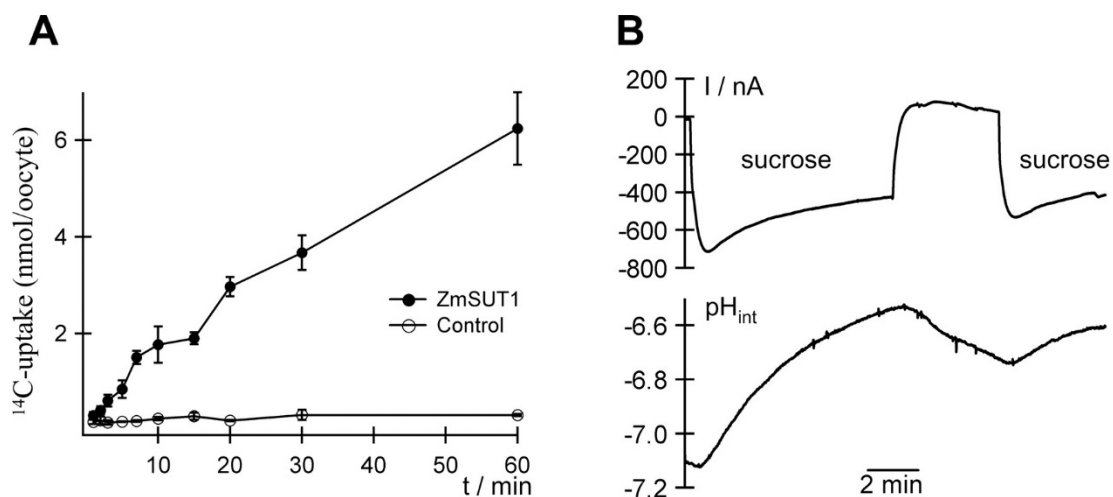 A
¹⁴C-uptake (nmol/oocyte)
6
4
2
ZmSUT1
Control
10 20 30 40 50 60
t / min
B
200
0
-200
-400
-600
-800
I / nA
sucrose
sucrose
pHint
-6.6
-6.8
-7.0
-7.2
2 min